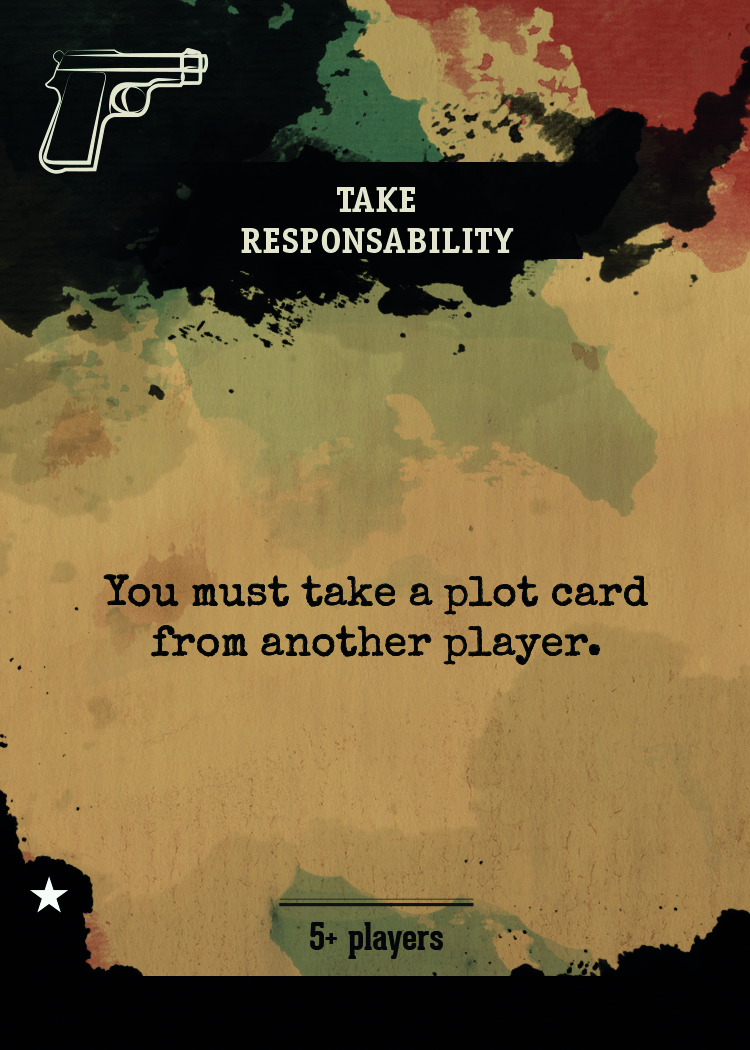 TAKE
RESPONSABILITY
You must take a plot card
from another player.
5+ players